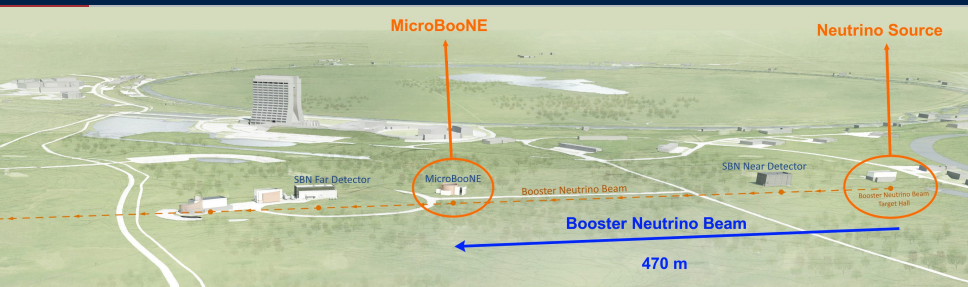 MicroBooNE
Neutrino Source
SBN Near Detector
SBN Far Detector
MicroBooNE
Booster Neutrino Beam
Booster Neutrino Beam
Target Hall
Booster Neutrino Beam
470 m